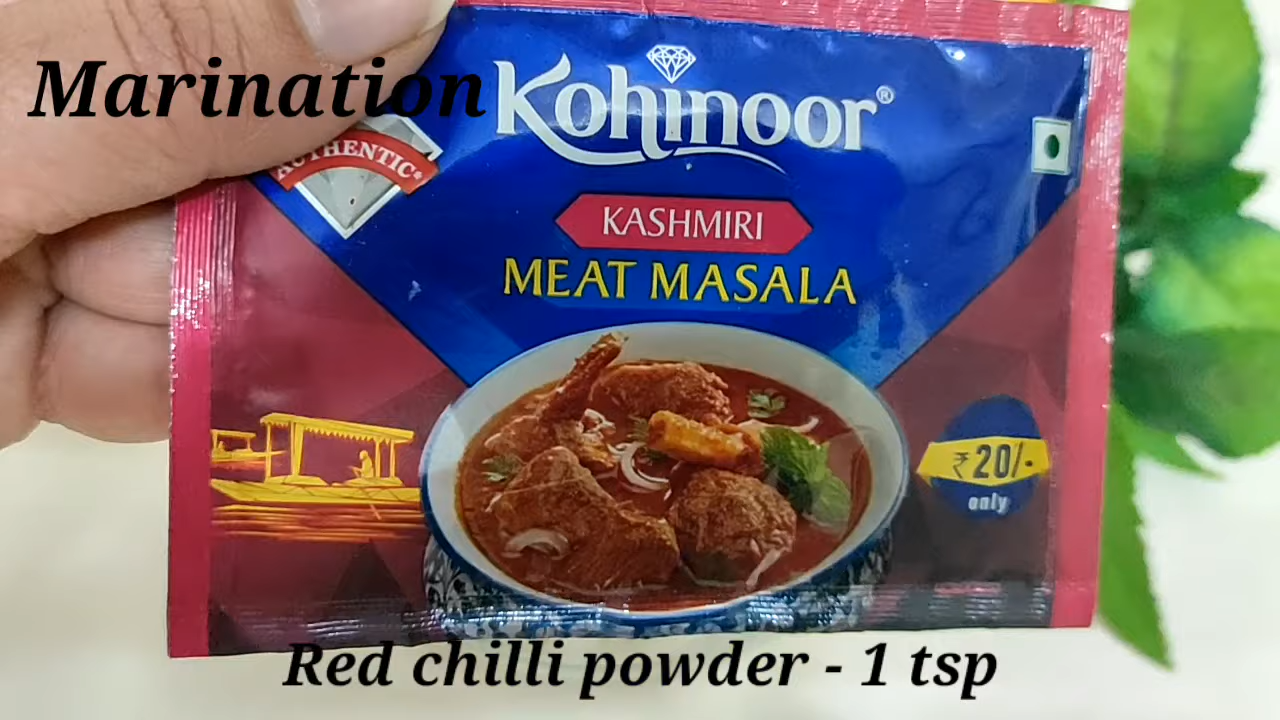 Marination
Kohinoor®
AUTHENTIC*
KASHMIRI
MEAT MASALA
₹20/-
only
Red chilli powder - 1 tsp